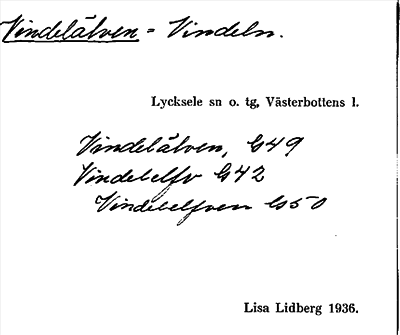 Vindelälven = Vindeln.
Lycksele sn o. tg, Västerbottens l.
Vindelälven, G49
Vindelelfv G42
Vindelelfven G50
Lisa Lidberg 1936.